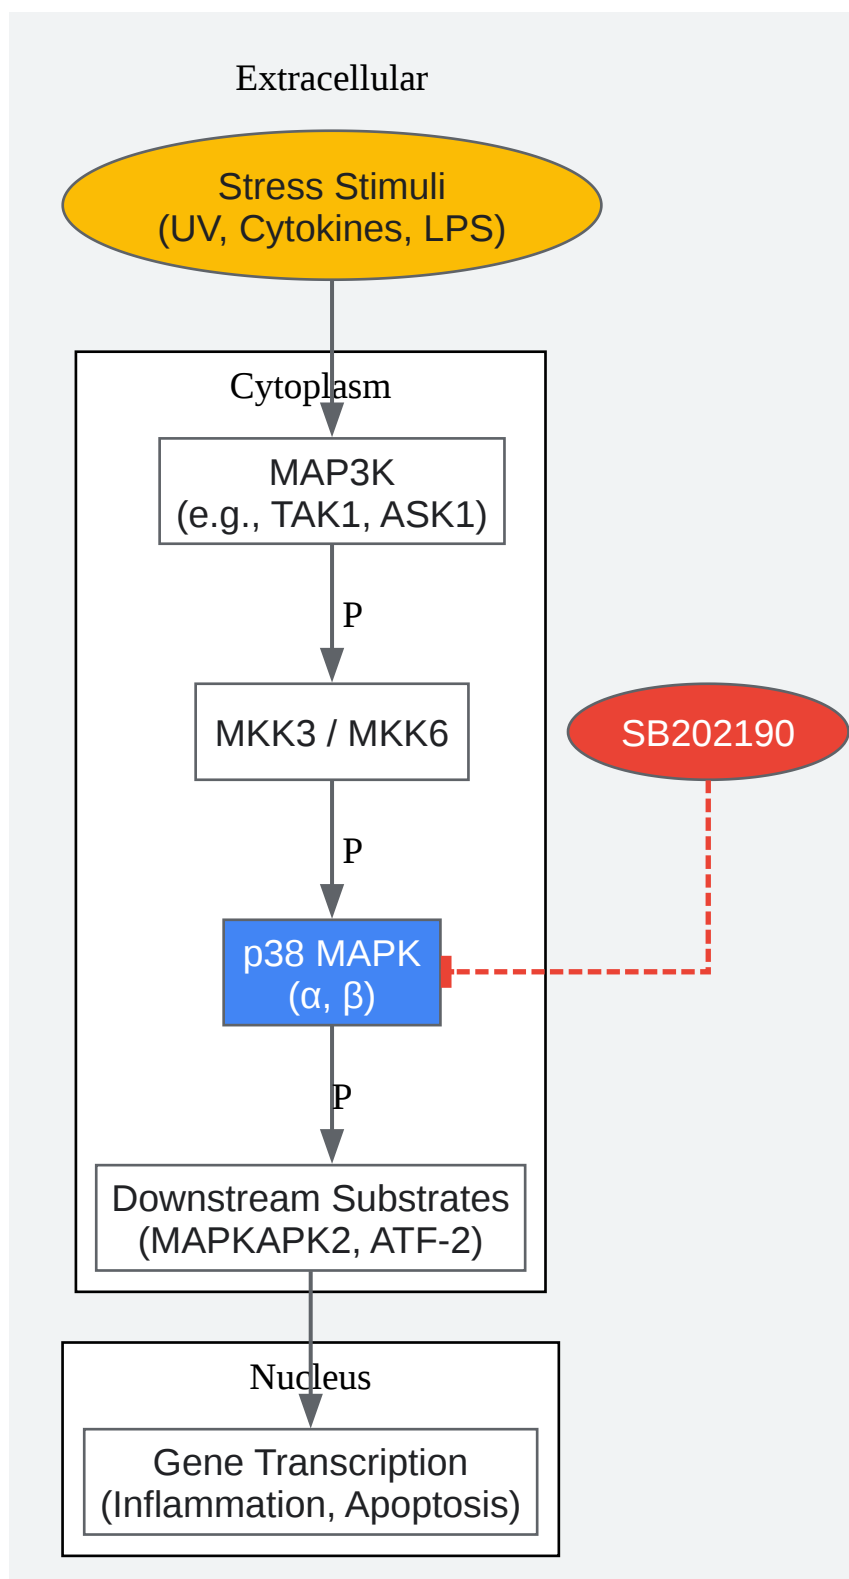 Extracellular
Stress Stimuli
(UV, Cytokines, LPS)
Cytoplasm
MAP3K
(e.g., TAK1, ASK1)
P
MKK3 / MKK6
SB202190
P
p38 MAPK
(α, β)
P
Downstream Substrates
(MAPKAPK2, ATF-2)
Nucleus
Gene Transcription
(Inflammation, Apoptosis)